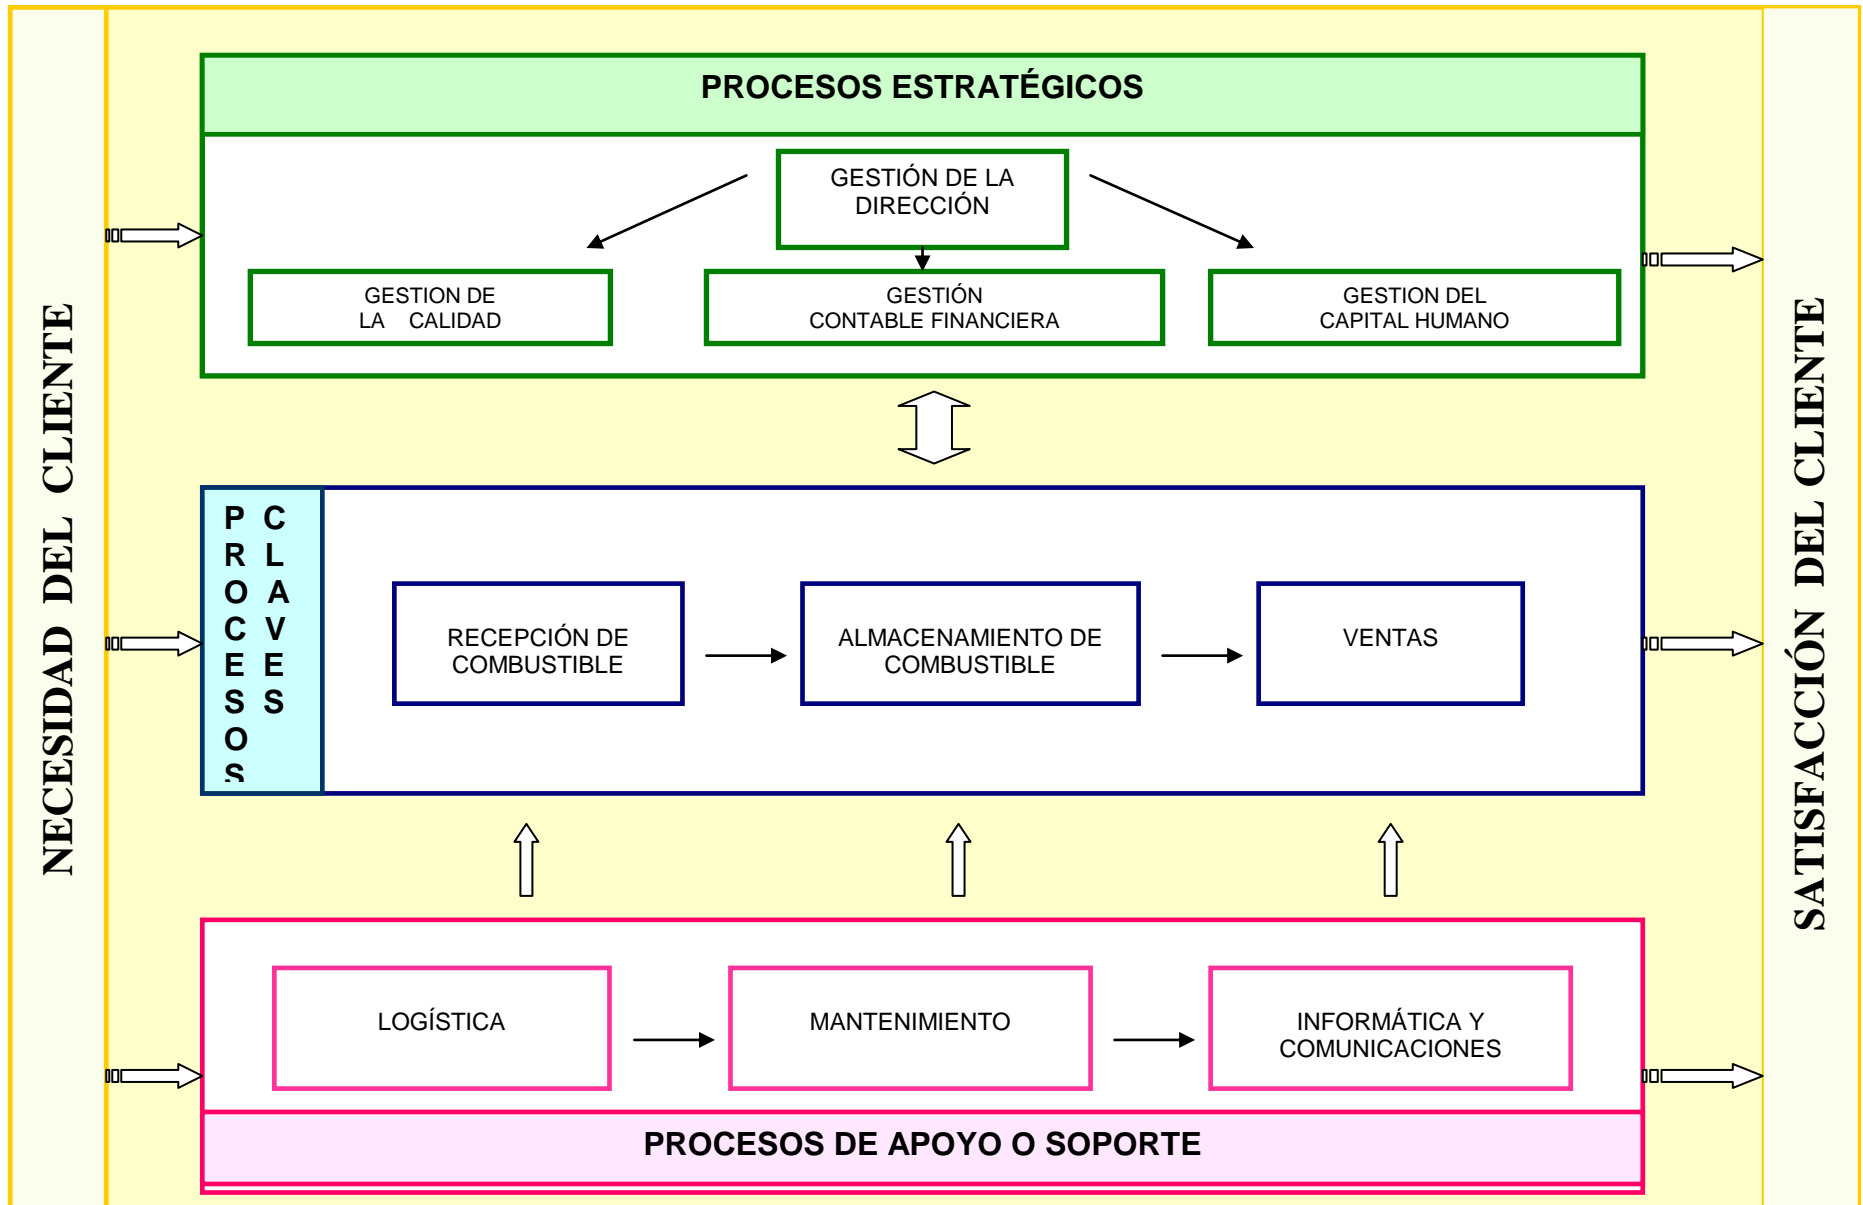 NECESIDAD DEL CLIENTE
PROCESOS ESTRATÉGICOS
GESTIÓN DE LA
DIRECCIÓN
GESTION DE
LA CALIDAD
GESTIÓN
CONTABLE FINANCIERA
GESTION DEL
CAPITAL HUMANO
PROCESOS
CLAVES
RECEPCIÓN DE
COMBUSTIBLE
ALMACENAMIENTO DE
COMBUSTIBLE
VENTAS
LOGÍSTICA
MANTENIMIENTO
INFORMÁTICA Y
COMUNICACIONES
PROCESOS DE APOYO O SOPORTE
SATISFACCIÓN DEL CLIENTE